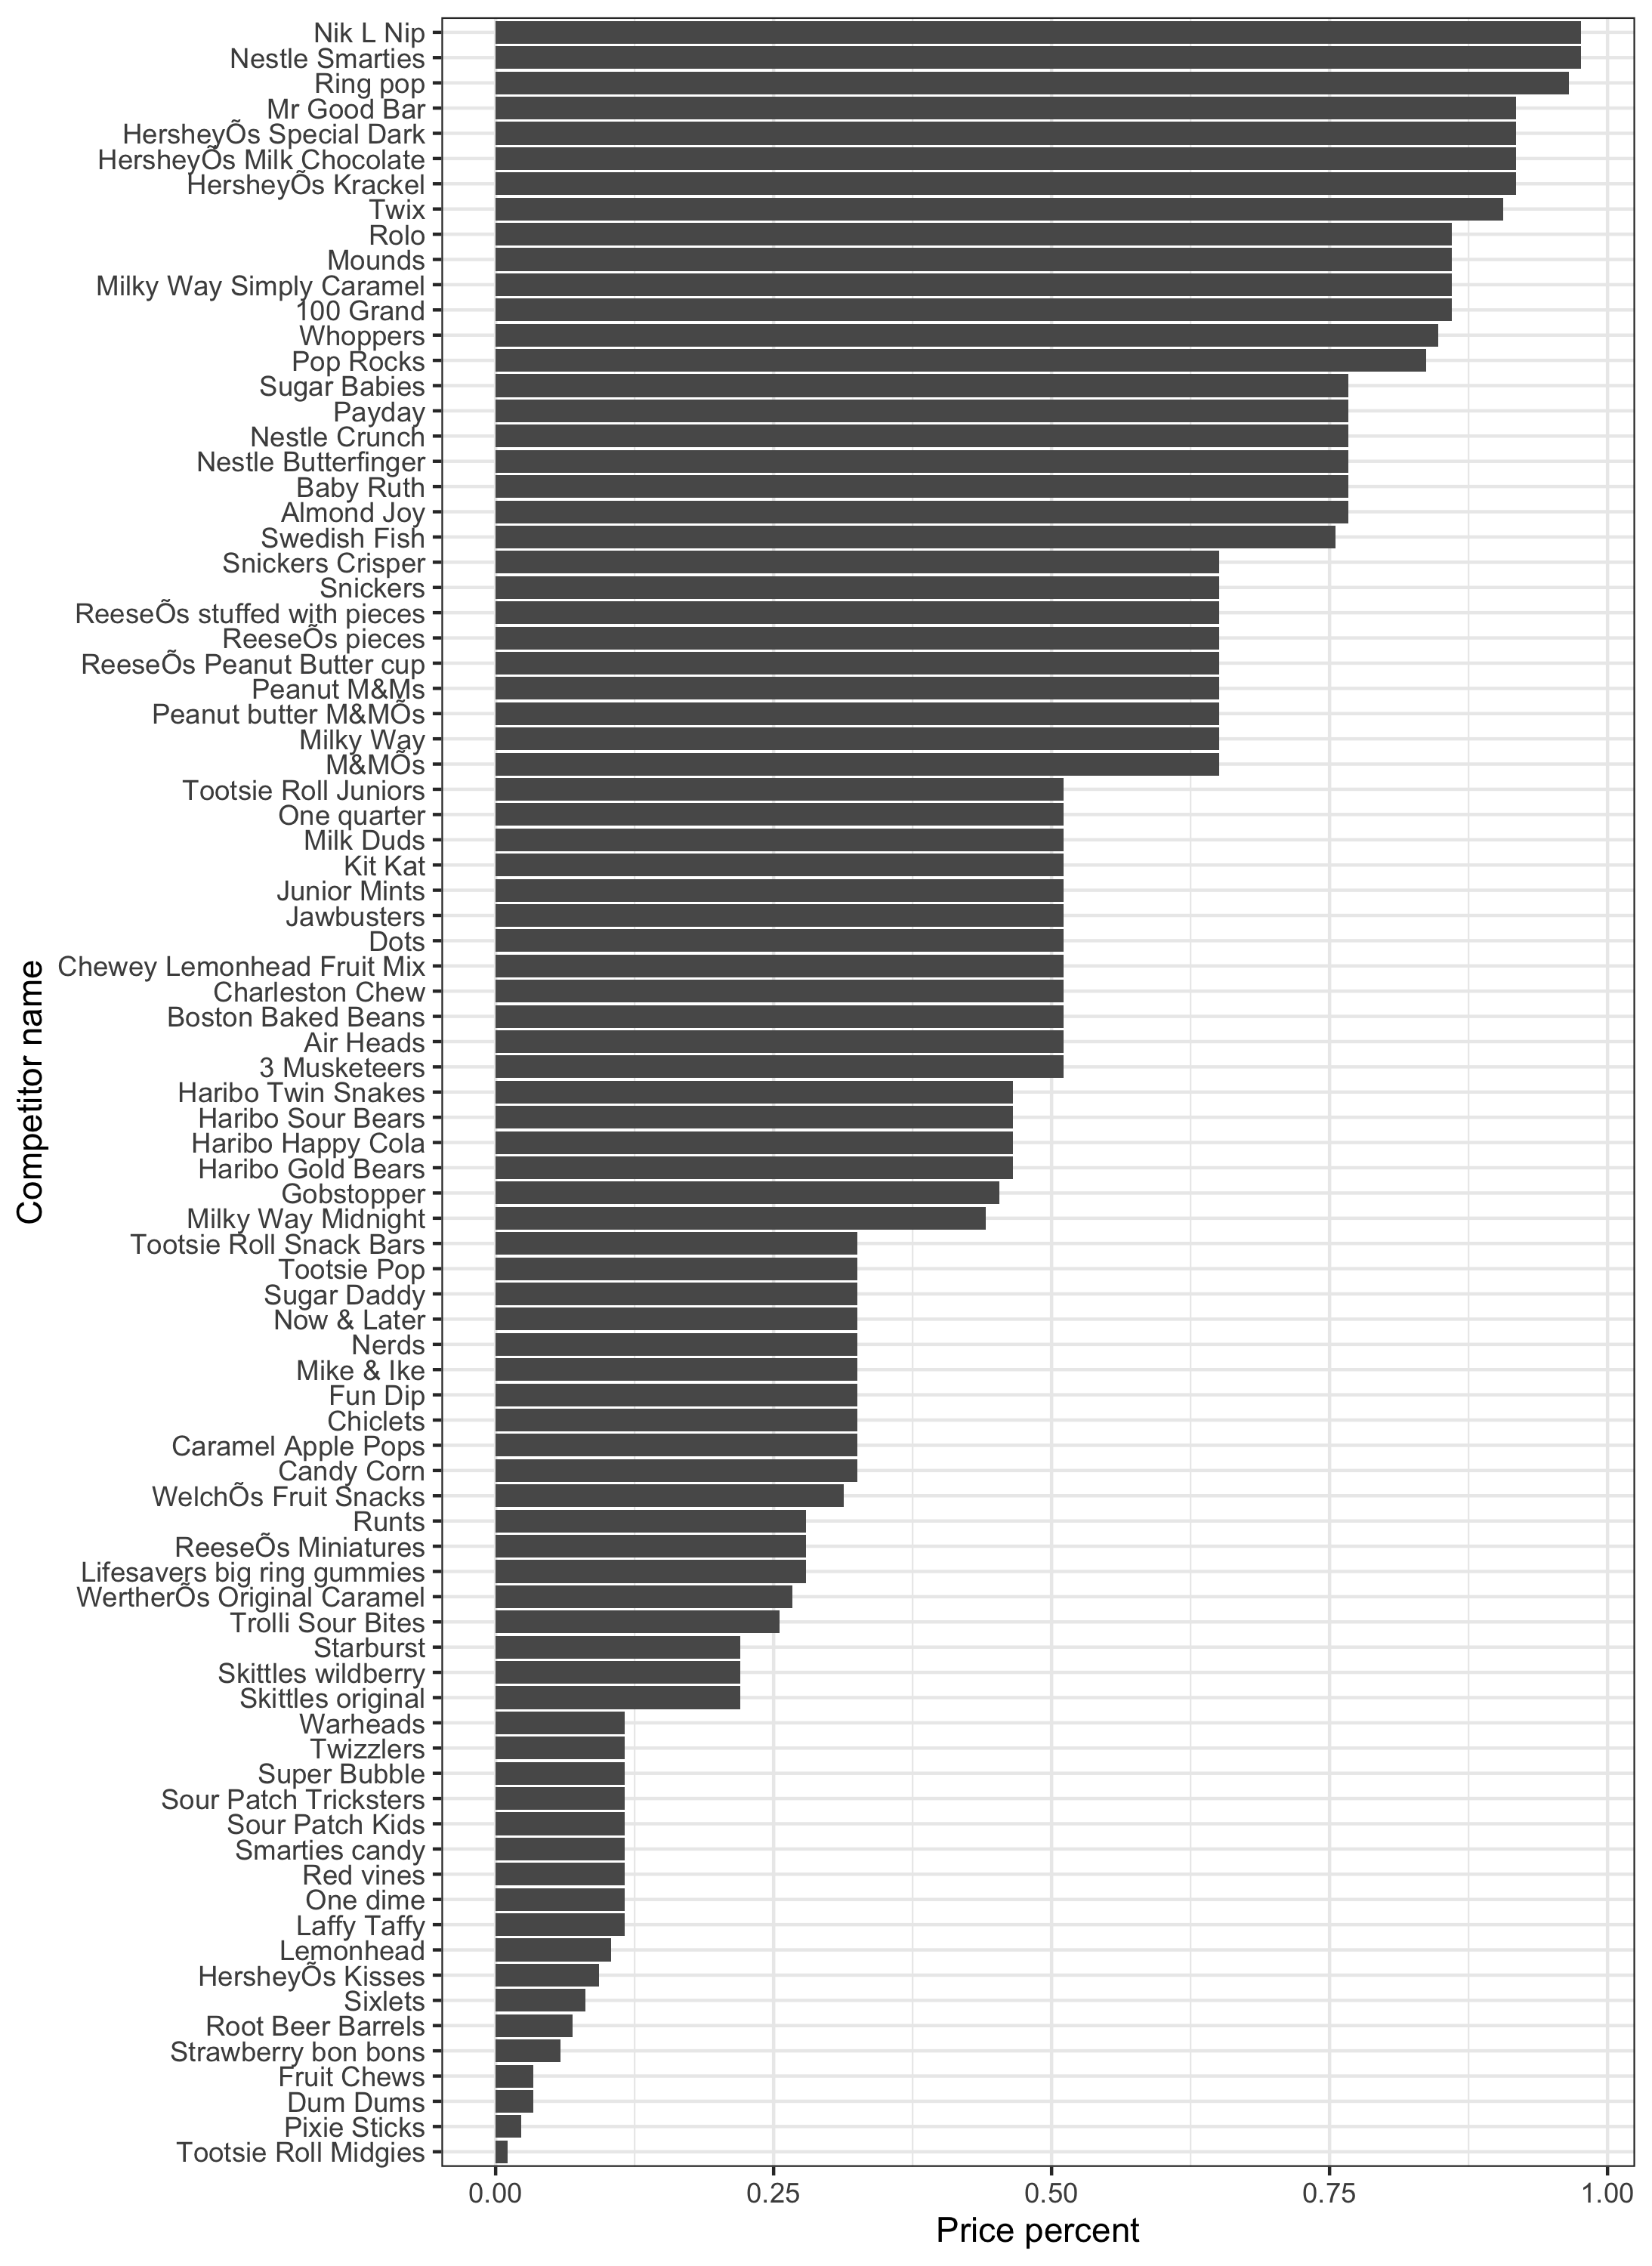 Nik L Nip
Nestle Smarties
Ring pop
Mr Good Bar
HersheyÕs Special Dark
HersheyÕs Milk Chocolate
HersheyÕs Krackel
Twix
Rolo
Mounds
Milky Way Simply Caramel
100 Grand
Whoppers
Pop Rocks
Sugar Babies
Payday
Nestle Crunch
Nestle Butterfinger
Baby Ruth
Almond Joy
Swedish Fish
Snickers Crisper
Snickers
ReeseÕs stuffed with pieces
ReeseÕs pieces
ReeseÕs Peanut Butter cup
Peanut M&Ms
Peanut butter M&MÕs
Milky Way
M&MÕs
Tootsie Roll Juniors
One quarter
Milk Duds
Kit Kat
Junior Mints
Jawbusters
Dots
Chewey Lemonhead Fruit Mix
Charleston Chew
Boston Baked Beans
Air Heads
3 Musketeers
Haribo Twin Snakes
Haribo Sour Bears
Haribo Happy Cola
Haribo Gold Bears
Gobstopper
Milky Way Midnight
Tootsie Roll Snack Bars
Tootsie Pop
Sugar Daddy
Now & Later
Nerds
Mike & Ike
Fun Dip
Chiclets
Caramel Apple Pops
Candy Corn
WelchÕs Fruit Snacks
Runts
ReeseÕs Miniatures
Lifesavers big ring gummies
WertherÕs Original Caramel
Trolli Sour Bites
Starburst
Skittles wildberry
Skittles original
Warheads
Twizzlers
Super Bubble
Sour Patch Tricksters
Sour Patch Kids
Smarties candy
Red vines
One dime
Laffy Taffy
Lemonhead
HersheyÕs Kisses
Sixlets
Root Beer Barrels
Strawberry bon bons
Fruit Chews
Dum Dums
Pixie Sticks
Tootsie Roll Midgies
Competitor name
0.00 0.25 0.50 0.75 1.00
Price percent